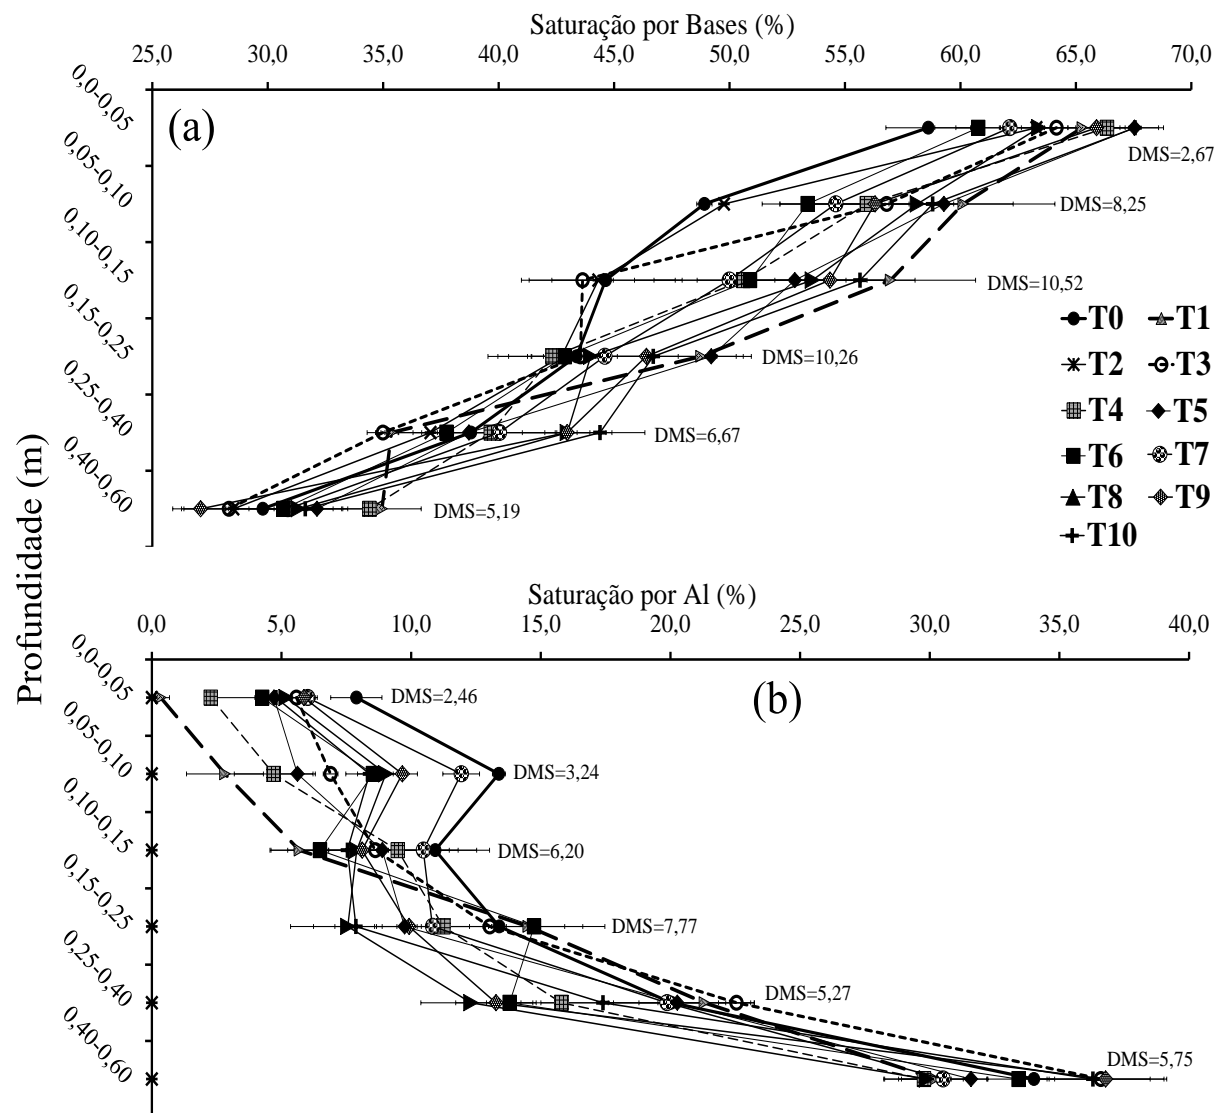 Saturação por Bases (%)
25,0 30,0 35,0 40,0 45,0 50,0 55,0 60,0 65,0 70,0
(a)
0,0-0,05
0,05-0,10
0,10-0,15
0,15-0,25
0,25-0,40
0,40-0,60
DMS=2,67
DMS=8,25
DMS=10,52
DMS=10,26
DMS=6,67
DMS=5,19
T0 T1
T2 T3
T4 T5
T6 T7
T8 T9
T10
Profundidade (m)
Saturação por Al (%)
0,0 5,0 10,0 15,0 20,0 25,0 30,0 35,0 40,0
(b)
0,0-0,05
0,05-0,10
0,10-0,15
0,15-0,25
0,25-0,40
0,40-0,60
DMS=2,46
DMS=3,24
DMS=6,20
DMS=7,77
DMS=5,27
DMS=5,75